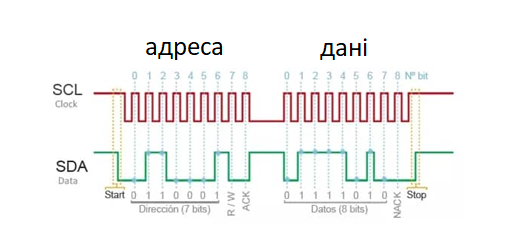 адреса дані
0 1 2 3 4 5 6 7 8 0 1 2 3 4 5 6 7 8 Nº bit
SCL
Clock
SDA
Data
Start 0 1 1 0 0 0 1 R / W ACK 0 1 1 1 1 0 1 0 NACK Stop
Dirección (7 bits) Datos (8 bits)